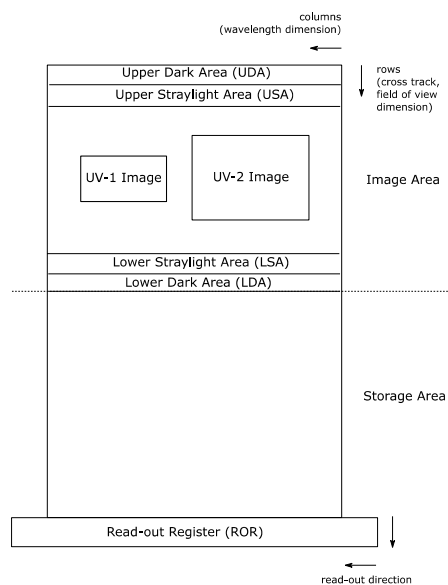 columns
(wavelength dimension)
rows
(cross track,
field of view
dimension)
Upper Dark Area (UDA)
Upper Straylight Area (USA)
UV-1 Image
UV-2 Image
Image Area
Lower Straylight Area (LSA)
Lower Dark Area (LDA)
Storage Area
Read-out Register (ROR)
read-out direction